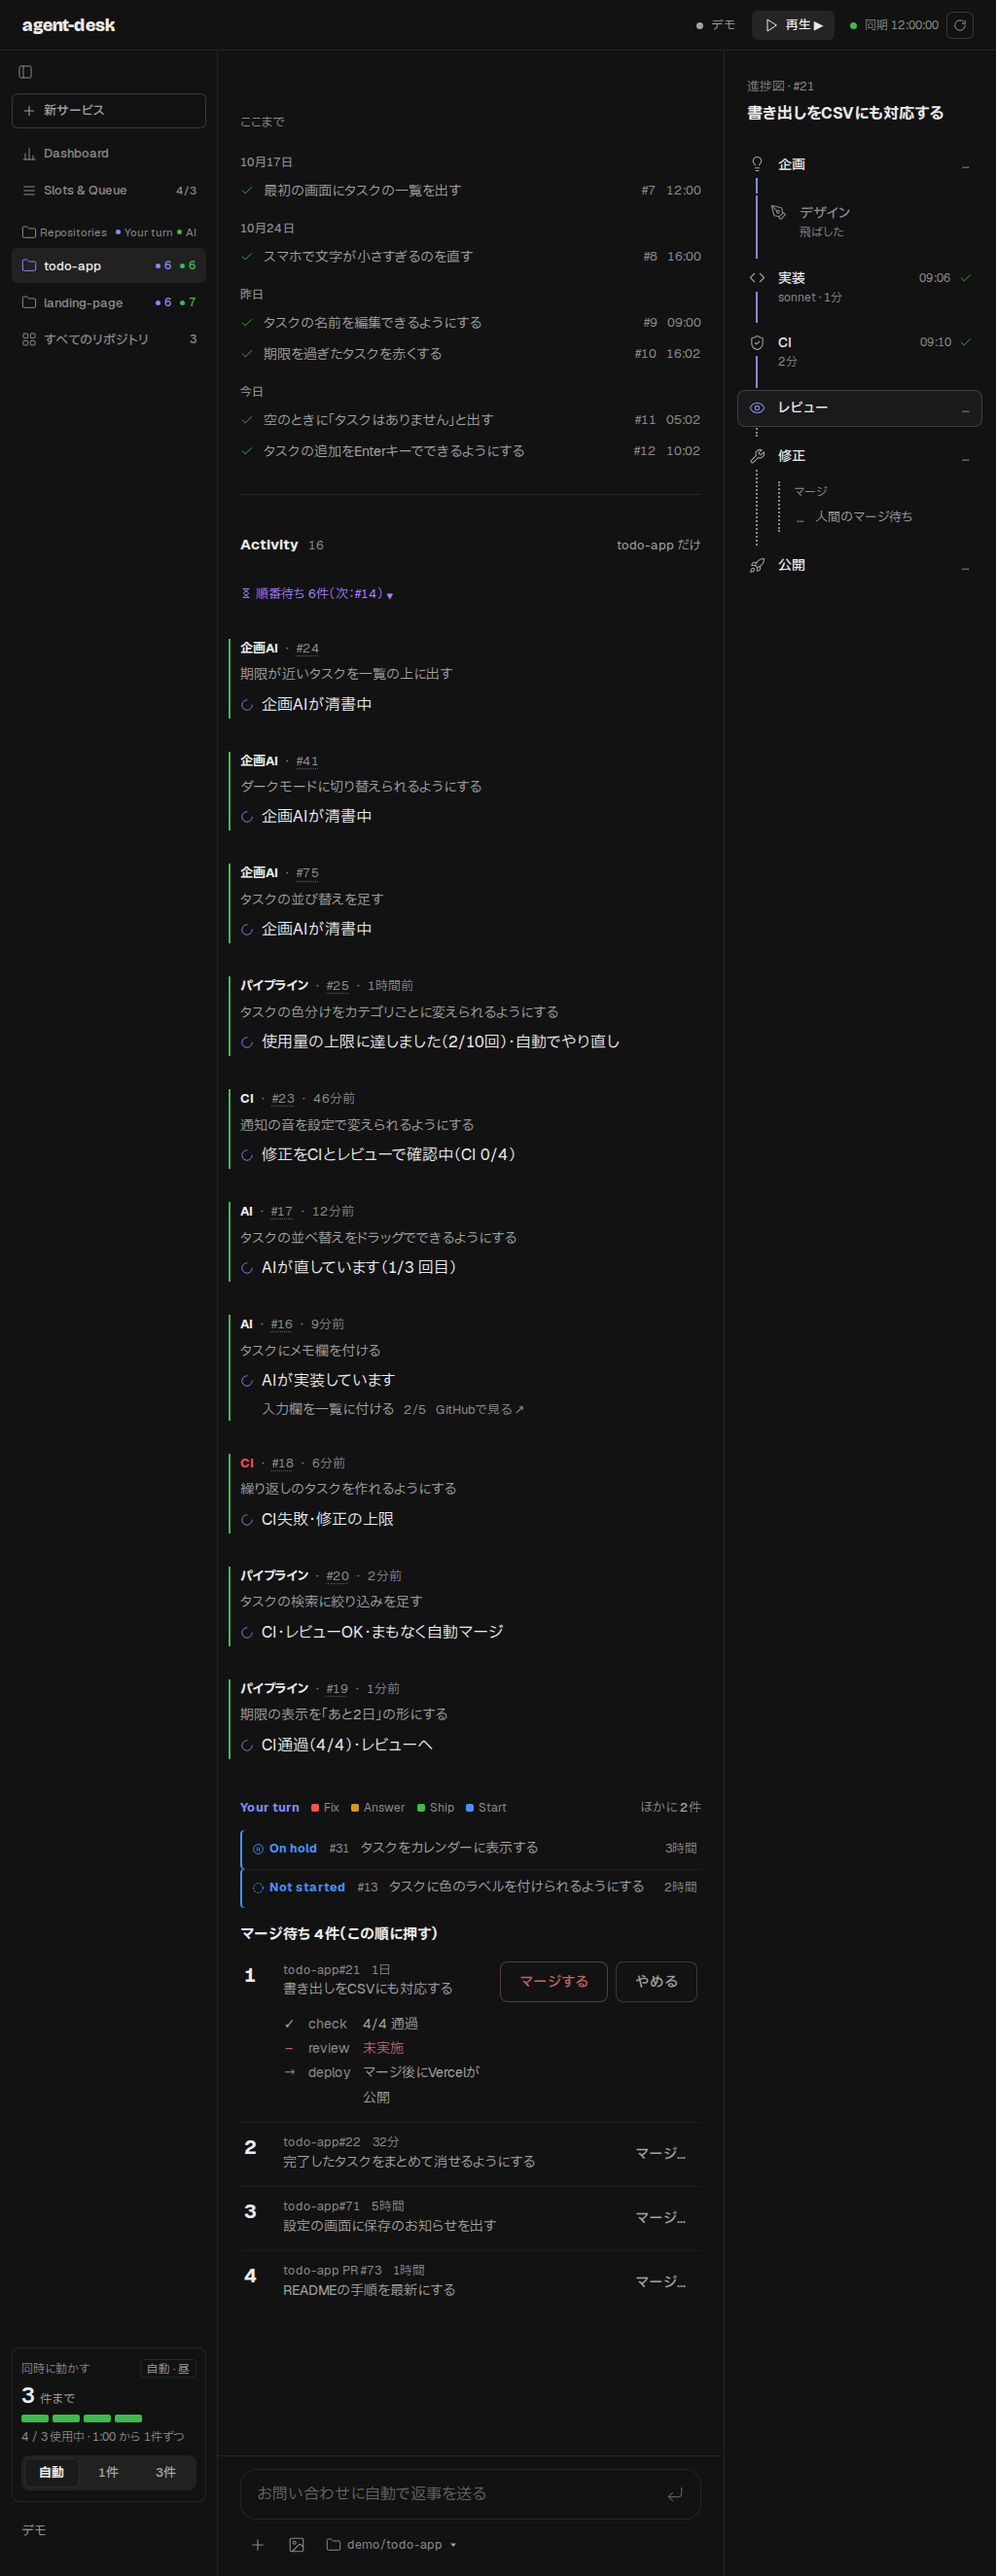 agent-desk
デモ
再生 ▶
同期 12:00:00
新サービス
Dashboard
Slots & Queue 4/3
Repositories Your turn AI
todo-app 6 6
landing-page 6 7
すべてのリポジトリ 3
ここまで
10月17日
最初の画面にタスクの一覧を出す #7 12:00
10月24日
スマホで文字が小さすぎるのを直す #8 16:00
昨日
タスクの名前を編集できるようにする #9 09:00
期限を過ぎたタスクを赤くする #10 16:02
今日
空のときに「タスクはありません」と出す #11 05:02
タスクの追加をEnterキーでできるようにする #12 10:02
Activity 16 todo-app だけ
順番待ち 6件(次:#14) ▼
企画AI · #24
期限が近いタスクを一覧の上に出す
企画AIが清書中
企画AI · #41
ダークモードに切り替えられるようにする
企画AIが清書中
企画AI · #75
タスクの並び替えを足す
企画AIが清書中
パイプライン · #25 · 1時間前
タスクの色分けをカテゴリごとに変えられるようにする
使用量の上限に達しました(2/10回)・自動でやり直し
CI · #23 · 46分前
通知の音を設定で変えられるようにする
修正をCIとレビューで確認中(CI 0/4)
AI · #17 · 12分前
タスクの並べ替えをドラッグでできるようにする
AIが直しています(1/3 回目)
AI · #16 · 9分前
タスクにメモ欄を付ける
AIが実装しています
入力欄を一覧に付ける 2/5 GitHubで見る ↗
CI · #18 · 6分前
繰り返しのタスクを作れるようにする
CI失敗・修正の上限
パイプライン · #20 · 2分前
タスクの検索に絞り込みを足す
CI・レビューOK・まもなく自動マージ
パイプライン · #19 · 1分前
期限の表示を「あと2日」の形にする
CI通過(4/4)・レビューへ
Your turn Fix Answer Ship Start ほかに 2件
On hold #31 タスクをカレンダーに表示する 3時間
Not started #13 タスクに色のラベルを付けられるようにする 2時間
マージ待ち 4件(この順に押す)
1 todo-app#21 1日
書き出しをCSVにも対応する
マージする やめる
✓ check 4/4 通過
– review 未実施
→ deploy マージ後にVercelが
公開
2 todo-app#22 32分
完了したタスクをまとめて消せるようにする
マージ…
3 todo-app#71 5時間
設定の画面に保存のお知らせを出す
マージ…
4 todo-app PR #73 1時間
READMEの手順を最新にする
マージ…
お問い合わせに自動で返事を送る
demo/todo-app
進捗図 · #21
書き出しをCSVにも対応する
企画 …
デザイン
飛ばした
実装 09:06
sonnet · 1分
CI 09:10
2分
レビュー …
修正 …
マージ
… 人間のマージ待ち
公開 …
同時に動かす 自動 · 昼
3 件まで
4 / 3 使用中 · 1:00 から 1件ずつ
自動 1件 3件
デモ